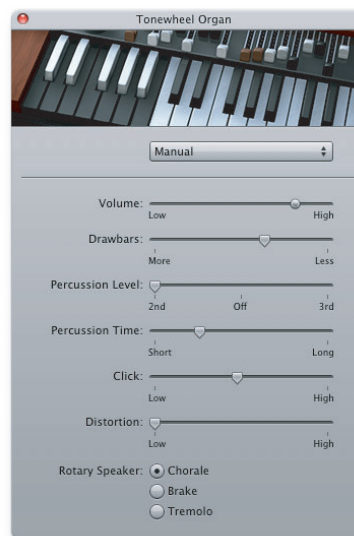 Tonewheel Organ
Manual
Volume:
Low High
Drawbars:
More Less
Percussion Level:
2nd Off 3rd
Percussion Time:
Short Long
Click:
Low High
Distortion:
Low High
Rotary Speaker: Chorale
Brake
Tremolo